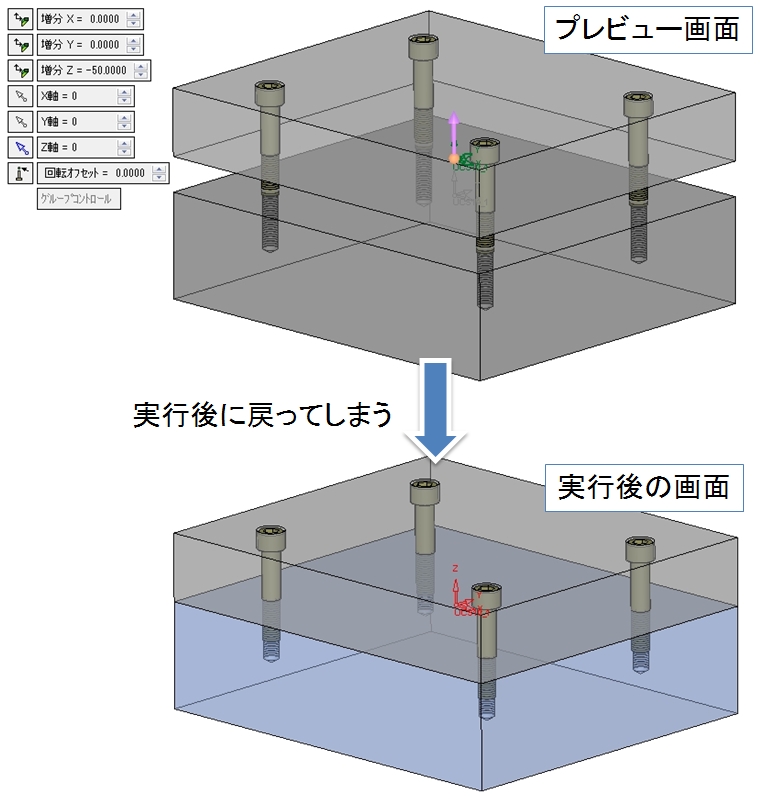 増分 X = 0.0000
増分 Y = 0.0000
増分 Z = -50.0000
X軸 = 0
Y軸 = 0
Z軸 = 0
回転オフセット = 0.0000
グループコントロール
プレビュー画面
実行後に戻ってしまう
実行後の画面
Z
Y